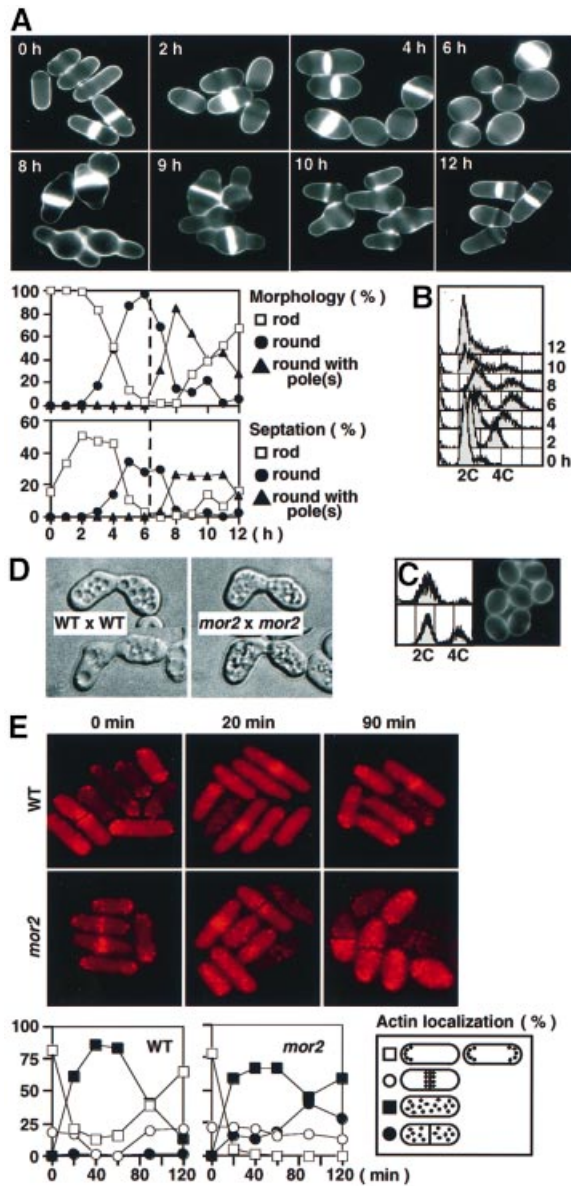 A
0 h
2 h
4 h
6 h
8 h
9 h
10 h
12 h
100
80
60
40
20
0
Morphology ( % )
rod
round
round with
pole(s)
60
40
20
0
Septation ( % )
rod
round
round with
pole(s)
0 2 4 6 8 10 12
( h )
B
12
10
8
6
4
2
0 h
2C 4C
D
WT x WT
mor2 x mor2
C
2C 4C
E
0 min
20 min
90 min
WT
mor2
100
75
50
25
0
WT
0 40 80 120
mor2
0 40 80 120
( min )
Actin localization ( % )